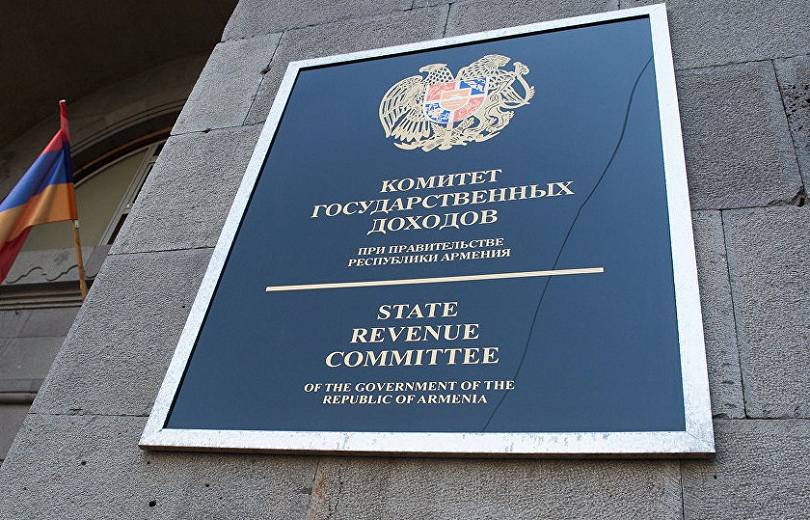 КОМИТЕТ
ГОСУДАРСТВЕННЫХ
ДОХОДОВ
ПРИ ПРАВИТЕЛЬСТВЕ
РЕСПУБЛИКИ АРМЕНИЯ
STATE
REVENUE
COMMITTEE
OF THE GOVERNMENT OF THE
REPUBLIC OF ARMENIA